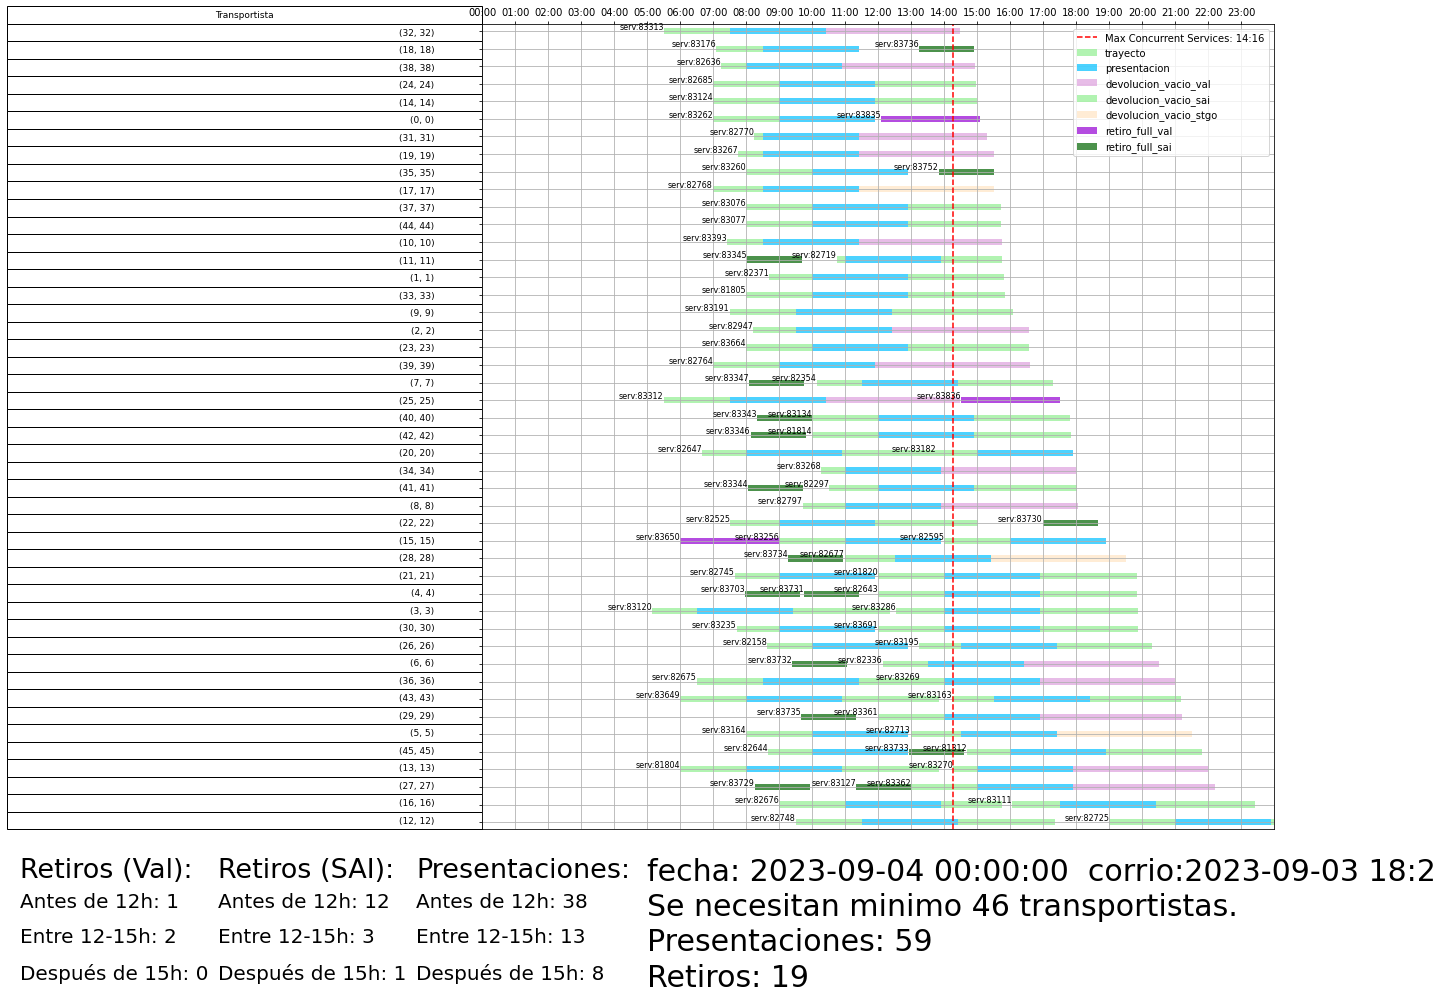 Transportista
00:00 01:00 02:00 03:00 04:00 05:00 06:00 07:00 08:00 09:00 10:00 11:00 12:00 13:00 14:00 15:00 16:00 17:00 18:00 19:00 20:00 21:00 22:00 23:00
Max Concurrent Services: 14:16
trayecto
presentacion
devolucion_vacio_val
devolucion_vacio_sai
devolucion_vacio_stgo
retiro_full_val
retiro_full_sai
(32, 32) serv:83313
(18, 18) serv:83176 serv:83736
(38, 38) serv:82636
(24, 24) serv:82685
(14, 14) serv:83124
(0, 0) serv:83262 serv:83835
(31, 31) serv:82770
(19, 19) serv:83267
(35, 35) serv:83260 serv:83752
(17, 17) serv:82768
(37, 37) serv:83076
(44, 44) serv:83077
(10, 10) serv:83393
(11, 11) serv:83345 serv:82719
(1, 1) serv:82371
(33, 33) serv:81805
(9, 9) serv:83191
(2, 2) serv:82947
(23, 23) serv:83664
(39, 39) serv:82764
(7, 7) serv:83347 serv:82354
(25, 25) serv:83312 serv:83836
(40, 40) serv:83343 serv:83134
(42, 42) serv:83346 serv:81814
(20, 20) serv:82647 serv:83182
(34, 34) serv:83268
(41, 41) serv:83344 serv:82297
(8, 8) serv:82797
(22, 22) serv:82525 serv:83730
(15, 15) serv:83650 serv:83256 serv:82595
(28, 28) serv:83734 serv:82677
(21, 21) serv:82745 serv:81820
(4, 4) serv:83703 serv:83731 serv:82643
(3, 3) serv:83120 serv:83286
(30, 30) serv:83235 serv:83691
(26, 26) serv:82158 serv:83195
(6, 6) serv:83732 serv:82336
(36, 36) serv:82675 serv:83269
(43, 43) serv:83649 serv:83163
(29, 29) serv:83735 serv:83361
(5, 5) serv:83164 serv:82713
(45, 45) serv:82644 serv:83733 serv:81312
(13, 13) serv:81804 serv:83270
(27, 27) serv:83729 serv:83127 serv:83362
(16, 16) serv:82676 serv:83111
(12, 12) serv:82748 serv:82725
Retiros (Val):
Antes de 12h: 1
Entre 12-15h: 2
Después de 15h: 0
Retiros (SAI):
Antes de 12h: 12
Entre 12-15h: 3
Después de 15h: 1
Presentaciones:
Antes de 12h: 38
Entre 12-15h: 13
Después de 15h: 8
fecha: 2023-09-04 00:00:00  corrio:2023-09-03 18:2
Se necesitan minimo 46 transportistas.
Presentaciones: 59
Retiros: 19